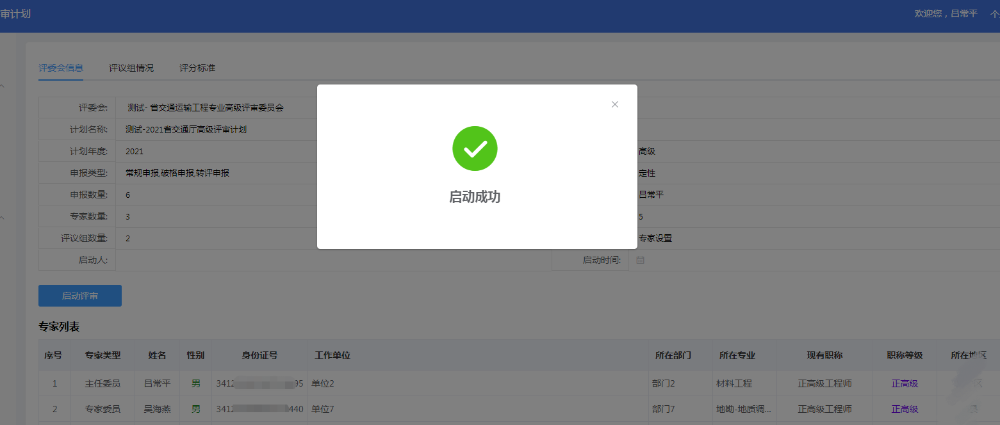 审计划
欢迎您，吕常平 个
评委会信息 评议组情况 评分标准
评委会: 测试- 省交通运输工程专业高级评审委员会
计划名称: 测试-2021省交通厅高级评审计划
计划年度: 2021 高级
申报类型: 常规申报,破格申报,转评申报 定性
申报数量: 6 吕常平
专家数量: 3 5
评议组数量: 2 专家设置
启动人: 启动时间:
启动成功
启动评审
专家列表
序号 专家类型 姓名 性别 身份证号 工作单位 所在部门 所在专业 现有职称 职称等级 所在地区
1 主任委员 吕常平 男 3412 95 单位2 部门2 材料工程 正高级工程师 正高级 区
2 专家委员 吴海燕 男 3412 440 单位7 部门7 地勘-地质调... 正高级工程师 正高级 县